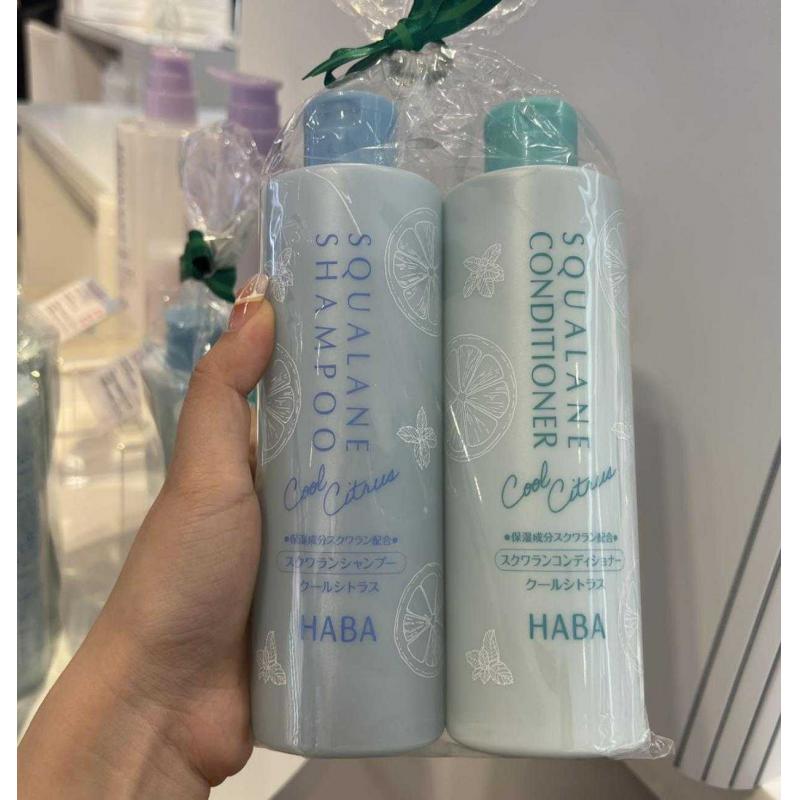 SQUALANE
SHAMPOO
Cool Citrus
●保湿成分スクワラン配合●
スクワランシャンプー
クールシトラス
HABA
SQUALANE
CONDITIONER
Cool Citrus
●保湿成分スクワラン配合●
スクワランコンディショナー
クールシトラス
HABA